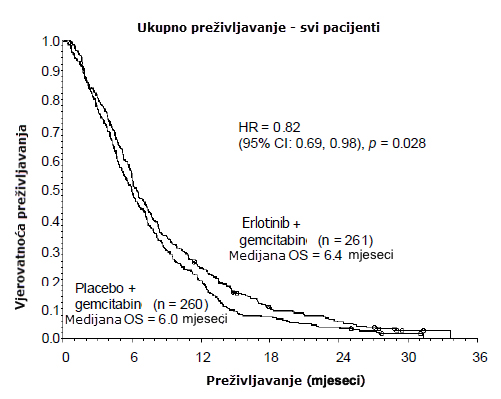 Ukupno preživljavanje - svi pacijenti
Vjerovatnoća preživljavanja
1.0
0.9
0.8
0.7
0.6
0.5
0.4
0.3
0.2
0.1
0.0
HR = 0.82
(95% CI: 0.69, 0.98), p = 0.028
Erlotinib +
gemcitabin (n = 261)
Medijana OS = 6.4 mjeseci
Placebo +
gemcitabin (n = 260)
Medijana OS = 6.0 mjeseci
0 6 12 18 24 30 36
Preživljavanje (mjeseci)